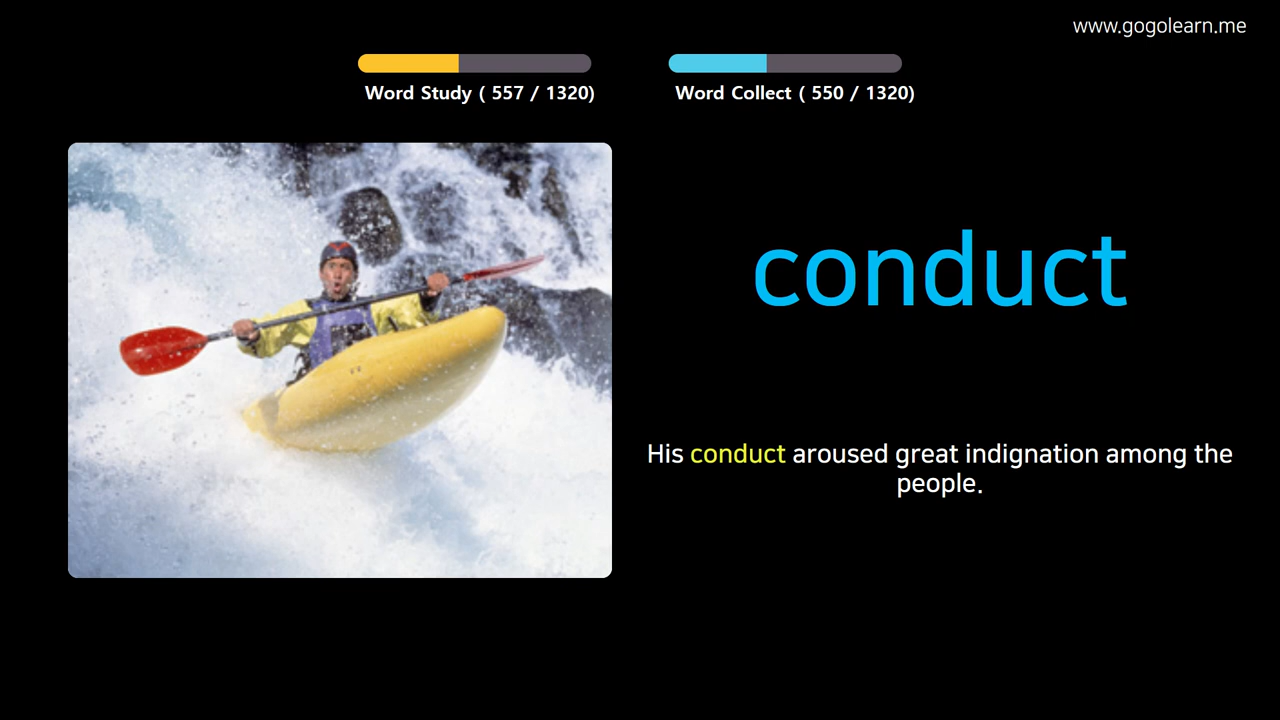 www.gogolearn.me
Word Study ( 557 / 1320)
Word Collect ( 550 / 1320)
conduct
His conduct aroused great indignation among the
people.